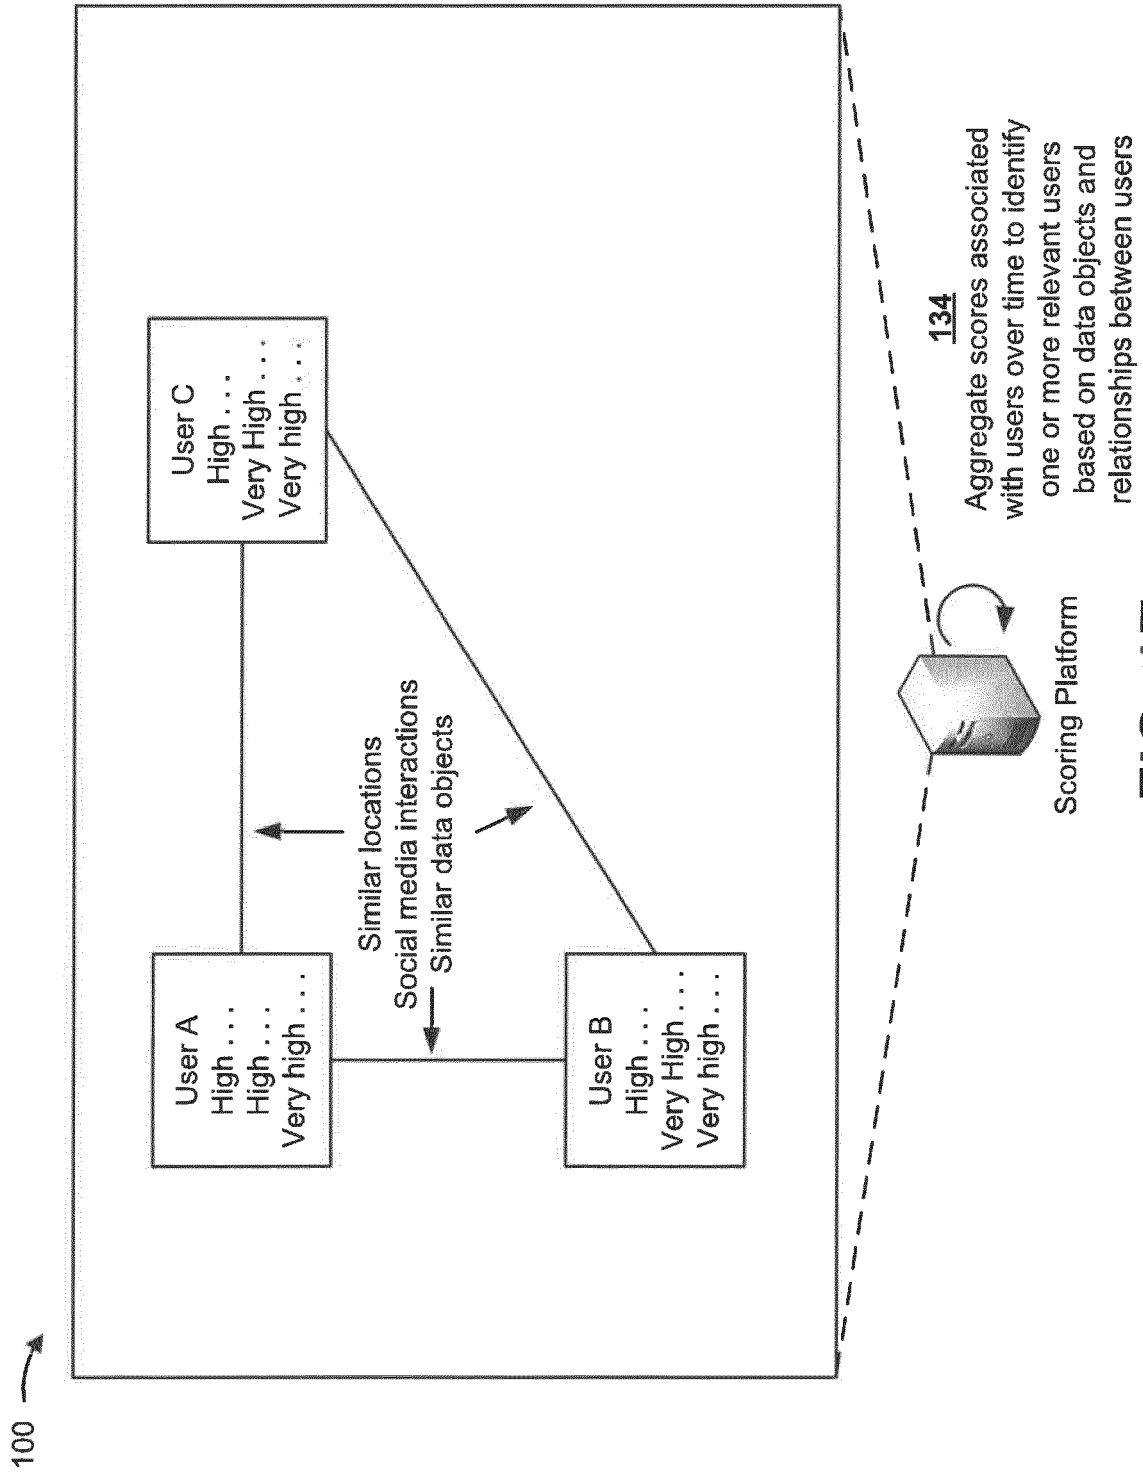 100
User A
High . . .
High . . .
Very high . . .
User C
High . . .
Very High . . .
Very high . . .
Similar locations
Social media interactions
Similar data objects
User B
High . . .
Very High . . .
Very high . . .
134
Aggregate scores associated
with users over time to identify
one or more relevant users
based on data objects and
relationships between users
Scoring Platform